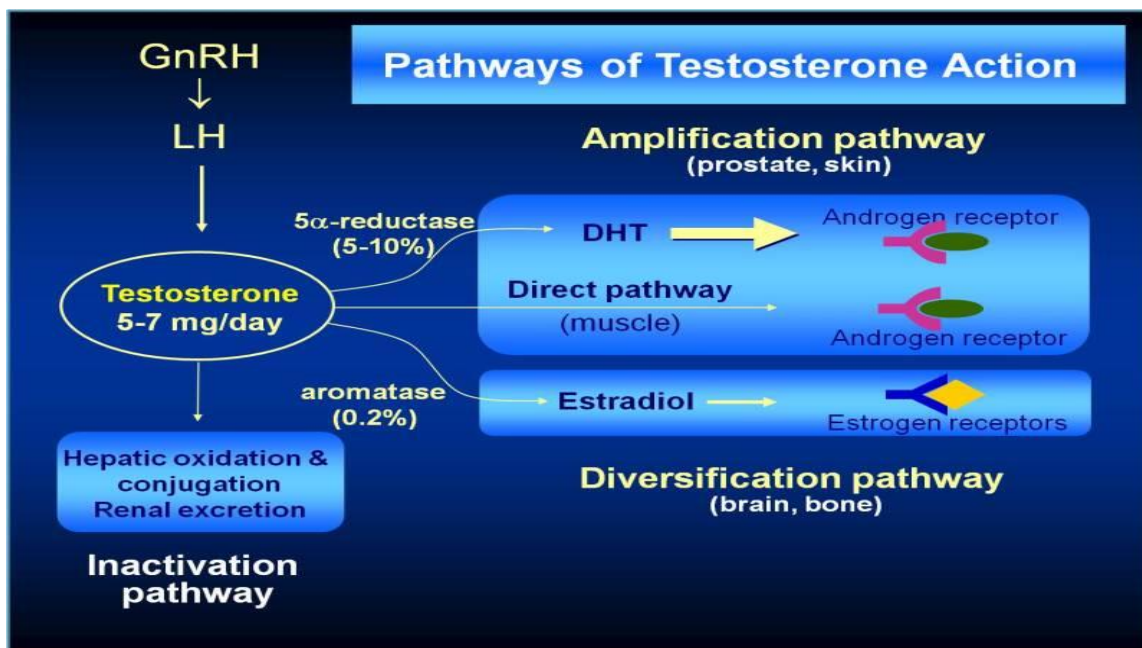 GnRH
LH
Pathways of Testosterone Action
Amplification pathway
(prostate, skin)
5α-reductase
(5-10%)
DHT
Androgen receptor
Testosterone
5-7 mg/day
Direct pathway
(muscle)
Androgen receptor
aromatase
(0.2%)
Estradiol
Estrogen receptors
Hepatic oxidation &
conjugation
Renal excretion
Diversification pathway
(brain, bone)
Inactivation
pathway